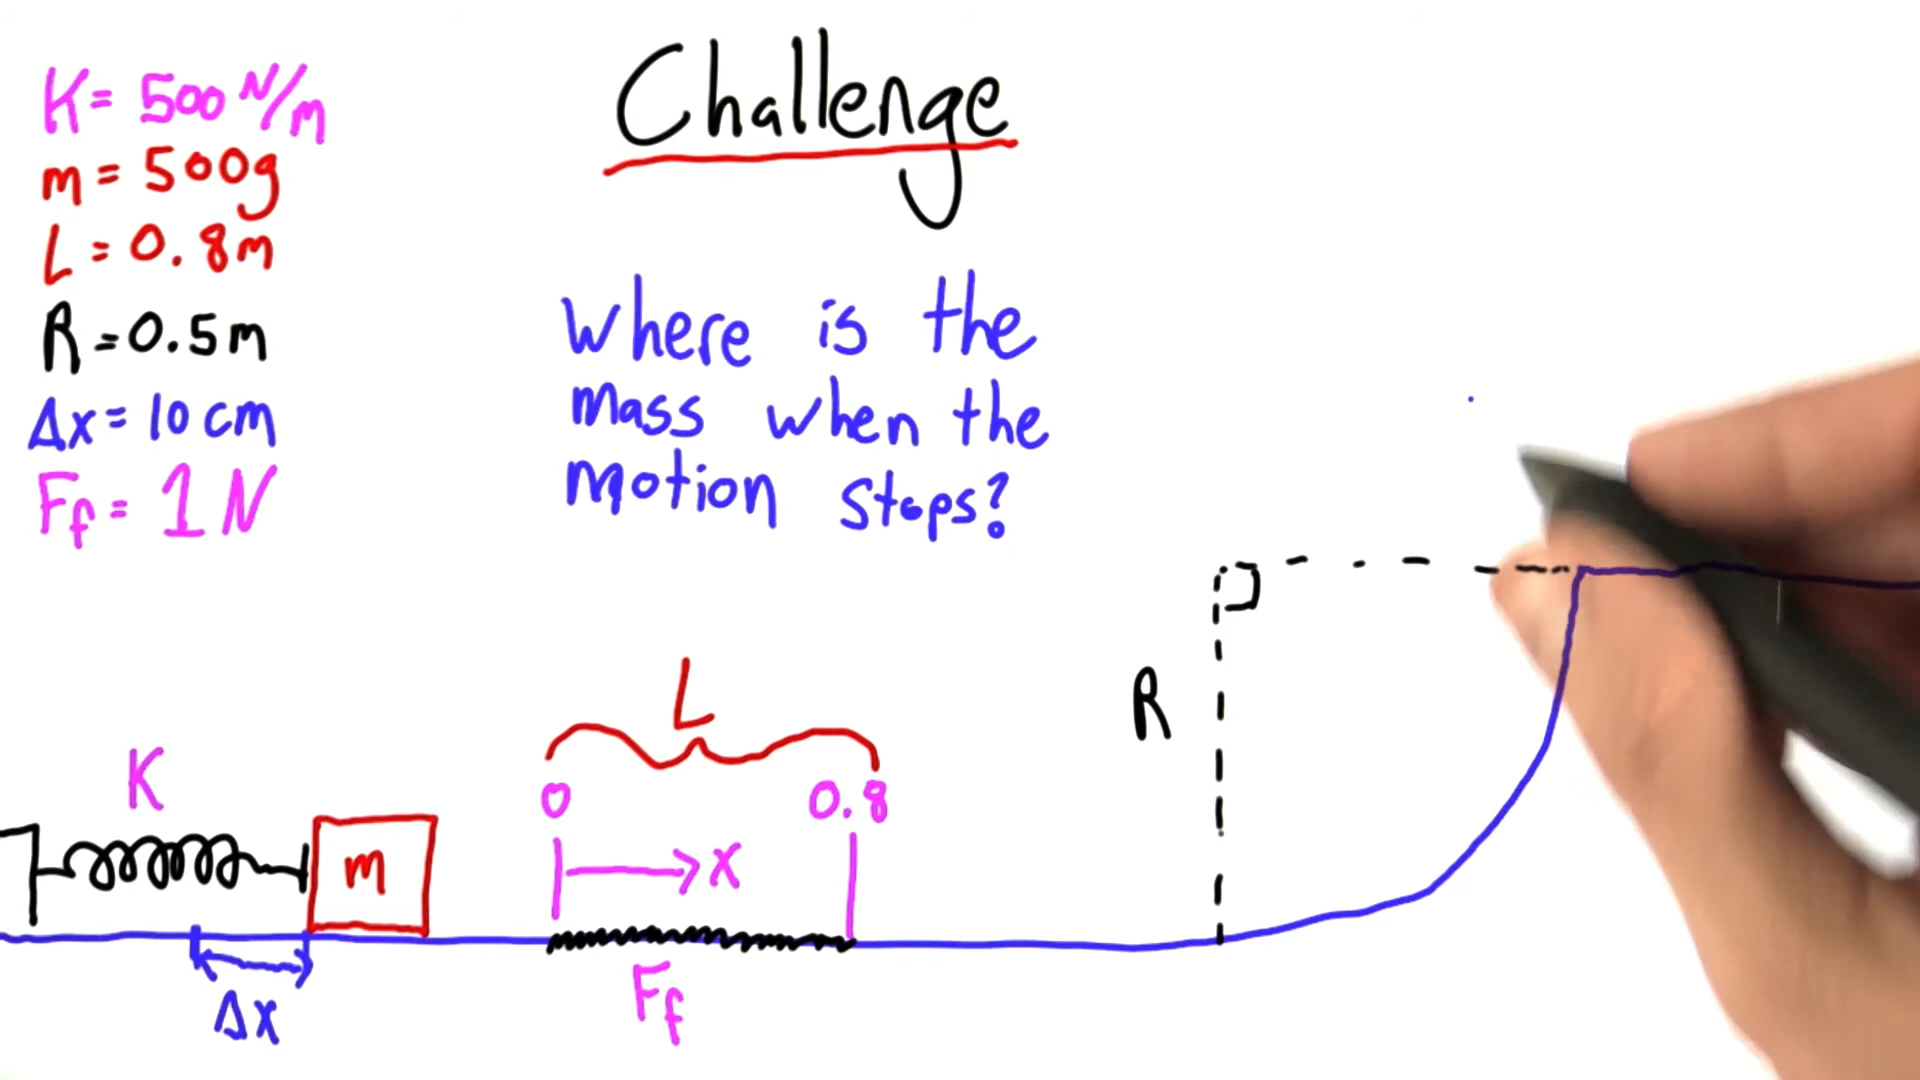 Challenge
K = 500 N/m
m = 500g
L = 0.8m
R = 0.5m
Δx = 10 cm
Ff = 1N
Where is the
mass when the
motion stops?
L
R
K
0
0.8
m
x
Ff
Δx